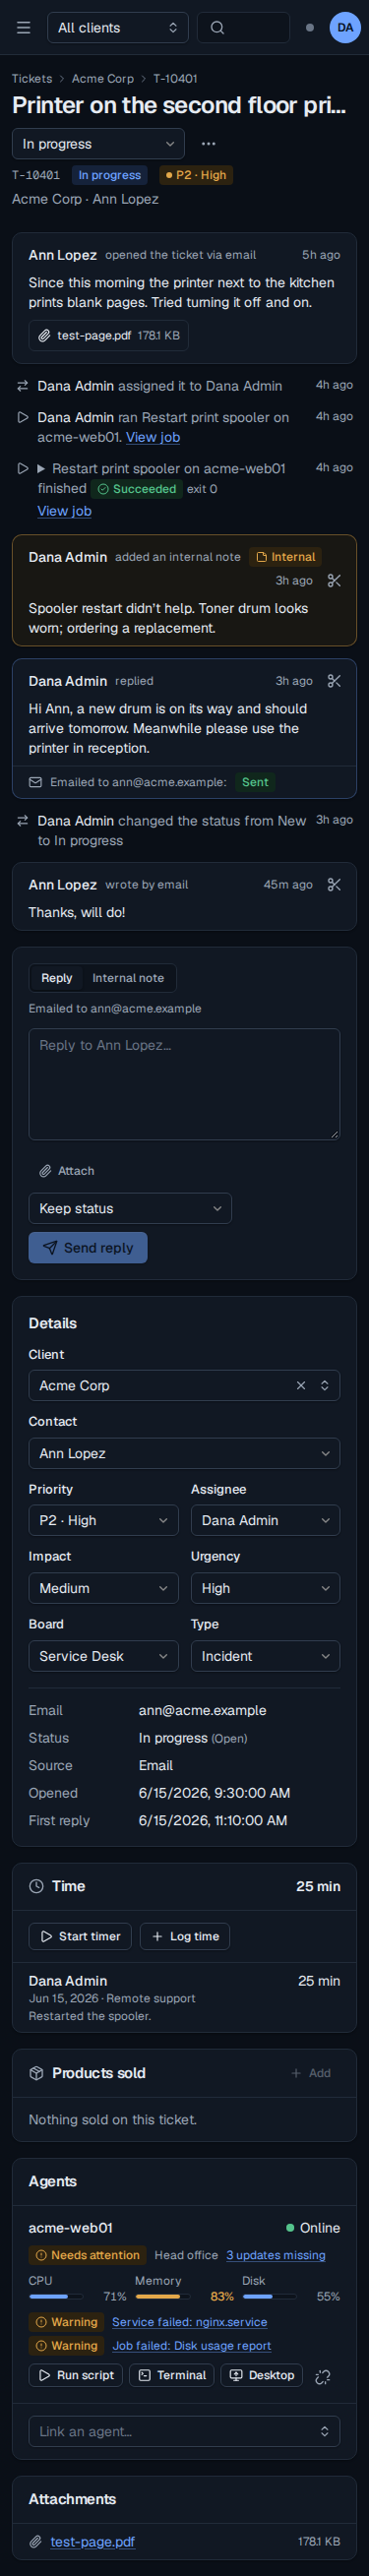 All clients
DA
Tickets > Acme Corp > T-10401
Printer on the second floor pri...
In progress
T-10401 In progress P2 · High
Acme Corp · Ann Lopez
Ann Lopez opened the ticket via email 5h ago
Since this morning the printer next to the kitchen
prints blank pages. Tried turning it off and on.
test-page.pdf 178.1 KB
Dana Admin assigned it to Dana Admin 4h ago
Dana Admin ran Restart print spooler on 4h ago
acme-web01. View job
Restart print spooler on acme-web01 4h ago
finished Succeeded exit 0
View job
Dana Admin added an internal note Internal
3h ago
Spooler restart didn't help. Toner drum looks
worn; ordering a replacement.
Dana Admin replied 3h ago
Hi Ann, a new drum is on its way and should
arrive tomorrow. Meanwhile please use the
printer in reception.
Emailed to ann@acme.example: Sent
Dana Admin changed the status from New 3h ago
to In progress
Ann Lopez wrote by email 45m ago
Thanks, will do!
Reply Internal note
Emailed to ann@acme.example
Reply to Ann Lopez...
Attach
Keep status
Send reply
Details
Client
Acme Corp
Contact
Ann Lopez
Priority Assignee
P2 · High Dana Admin
Impact Urgency
Medium High
Board Type
Service Desk Incident
Email ann@acme.example
Status In progress (Open)
Source Email
Opened 6/15/2026, 9:30:00 AM
First reply 6/15/2026, 11:10:00 AM
Time 25 min
Start timer Log time
Dana Admin 25 min
Jun 15, 2026 · Remote support
Restarted the spooler.
Products sold Add
Nothing sold on this ticket.
Agents
acme-web01 Online
Needs attention Head office 3 updates missing
CPU Memory Disk
71% 83% 55%
Warning Service failed: nginx.service
Warning Job failed: Disk usage report
Run script Terminal Desktop
Link an agent...
Attachments
test-page.pdf 178.1 KB